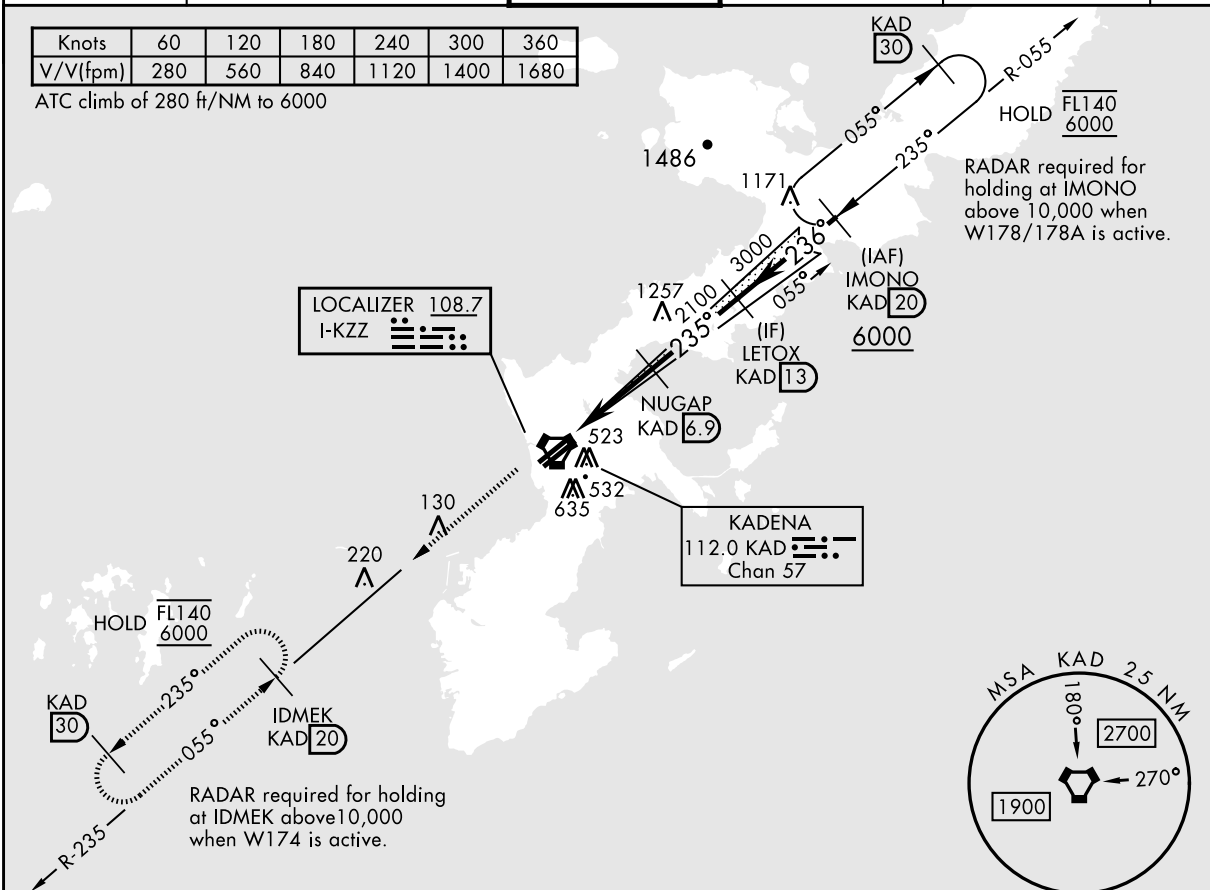 Knots 60 120 180 240 300 360
V/V(fpm) 280 560 840 1120 1400 1680
ATC climb of 280 ft/NM to 6000
KAD
30
R-055
HOLD FL140
6000
055°
235°
RADAR required for
holding at IMONO
above 10,000 when
W178/178A is active.
1486
1171
236°
3000
(IAF)
IMONO
KAD 20
6000
055°
1257
2100
235°
(IF)
LETOX
KAD 13
LOCALIZER 108.7
I-KZZ
NUGAP
KAD 6.9
523
532
635
KADENA
112.0 KAD
Chan 57
130
220
HOLD FL140
6000
235°
055°
KAD
30
IDMEK
KAD 20
RADAR required for holding
at IDMEK above10,000
when W174 is active.
R-235
MSA KAD 25 NM
180°
2700
270°
1900